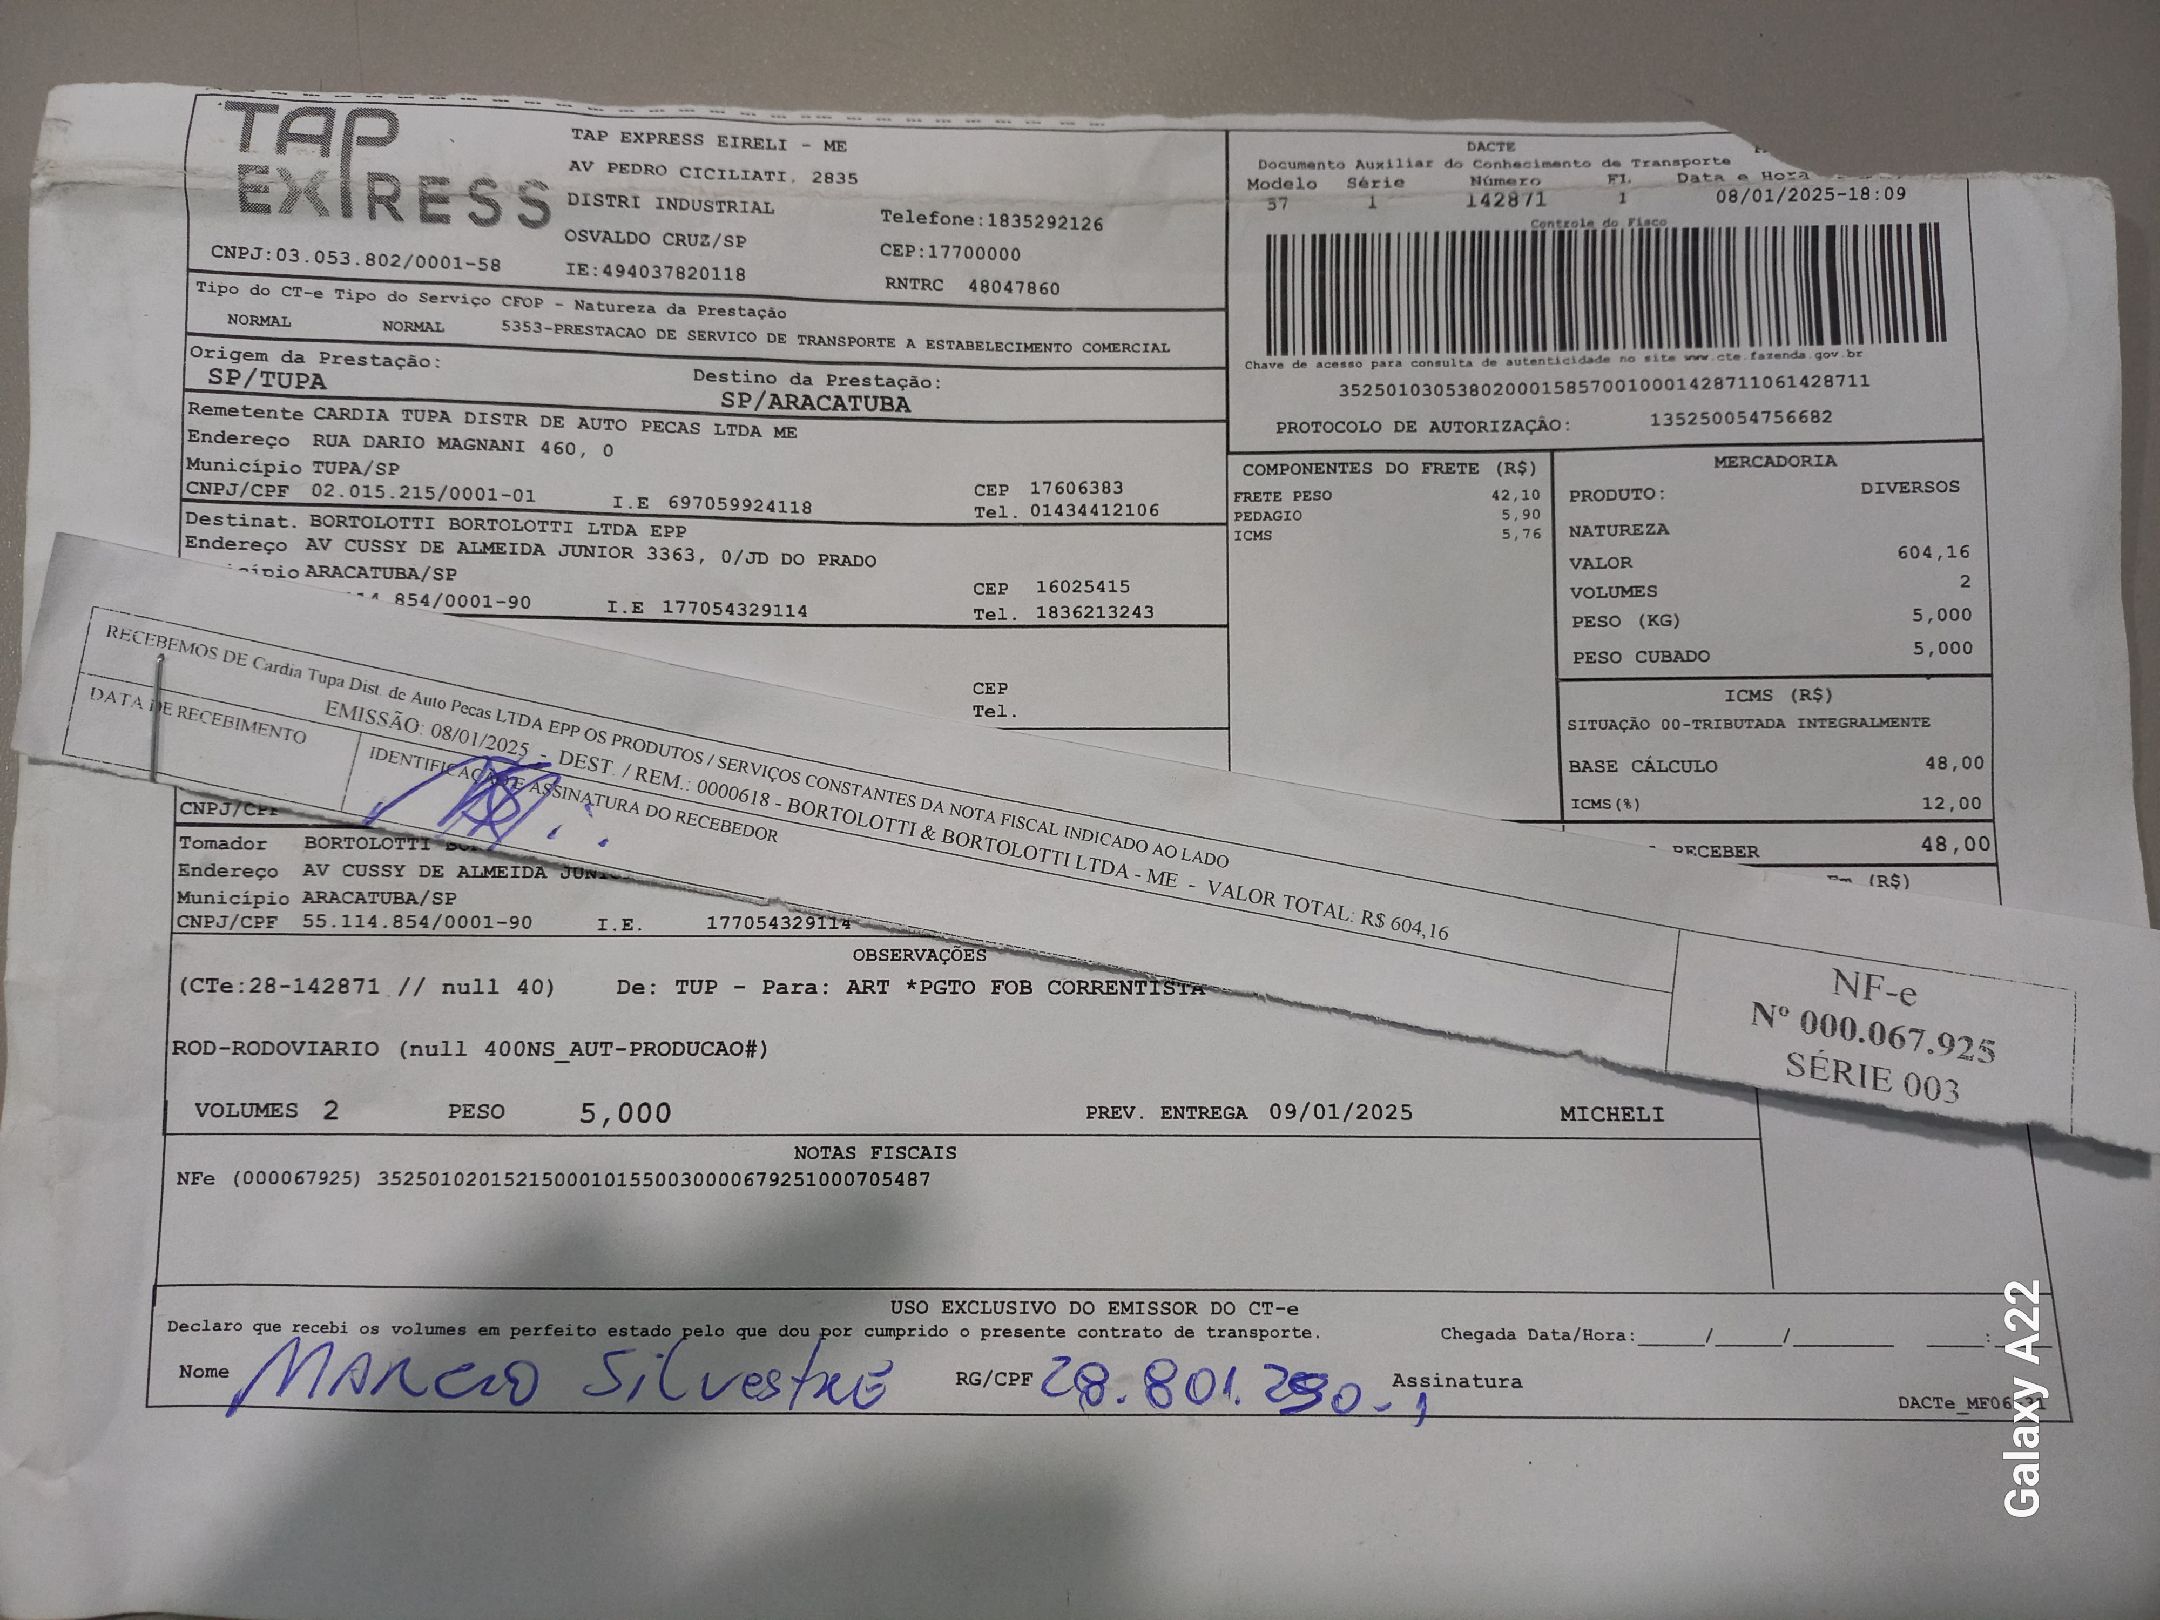 TAP EXPRESS
TAP EXPRESS EIRELI - ME
AV PEDRO CICILIATI, 2835
DISTRI INDUSTRIAL
Telefone:1835292126
OSVALDO CRUZ/SP
CEP:17700000
CNPJ:03.053.802/0001-58
IE:494037820118
RNTRC 48047860
DACTE
Documento Auxiliar do Conhecimento de Transporte
Modelo Série Número Fl. Data e Hora
57 1 142871 1 08/01/2025-18:09
Controle do Fisco
Chave de acesso para consulta de autenticidade no site www.cte.fazenda.gov.br
35250103053802000158570010001428711061428711
PROTOCOLO DE AUTORIZAÇÃO: 135250054756682
Tipo do CT-e Tipo do Serviço CFOP - Natureza da Prestação
NORMAL NORMAL 5353-PRESTACAO DE SERVICO DE TRANSPORTE A ESTABELECIMENTO COMERCIAL
Origem da Prestação:
SP/TUPA
Destino da Prestação:
SP/ARACATUBA
Remetente CARDIA TUPA DISTR DE AUTO PECAS LTDA ME
Endereço RUA DARIO MAGNANI 460, 0
Município TUPA/SP
CEP 17606383
CNPJ/CPF 02.015.215/0001-01 I.E 697059924118
Tel. 01434412106
Destinat. BORTOLOTTI BORTOLOTTI LTDA EPP
Endereço AV CUSSY DE ALMEIDA JUNIOR 3363, 0/JD DO PRADO
ARACATUBA/SP
CEP 16025415
854/0001-90 I.E 177054329114
Tel. 1836213243
CEP
Tel.
COMPONENTES DO FRETE (R$)
FRETE PESO 42,10
PEDAGIO 5,90
ICMS 5,76
MERCADORIA
PRODUTO: DIVERSOS
NATUREZA
VALOR 604,16
VOLUMES 2
PESO (KG) 5,000
PESO CUBADO 5,000
ICMS (R$)
SITUAÇÃO 00-TRIBUTADA INTEGRALMENTE
BASE CÁLCULO 48,00
ICMS(%) 12,00
RECEBER 48,00
(R$)
RECEBEMOS DE Cardia Tupa Dist. de Auto Pecas LTDA EPP OS PRODUTOS / SERVIÇOS CONSTANTES DA NOTA FISCAL INDICADO AO LADO
EMISSÃO: 08/01/2025 - DEST. / REM.: 0000618 - BORTOLOTTI & BORTOLOTTI LTDA - ME - VALOR TOTAL: R$ 604,16
DATA DE RECEBIMENTO
IDENTIFICAÇÃO E ASSINATURA DO RECEBEDOR
NF-e
Nº 000.067.925
SÉRIE 003
CNPJ/CPF
Tomador BORTOLOTTI
Endereço AV CUSSY DE ALMEIDA
Município ARACATUBA/SP
CNPJ/CPF 55.114.854/0001-90 I.E. 177054329114
OBSERVAÇÕES
(CTe:28-142871 // null 40) De: TUP - Para: ART *PGTO FOB CORRENTISTA
ROD-RODOVIARIO (null 400NS_AUT-PRODUCAO#)
VOLUMES 2 PESO 5,000 PREV. ENTREGA 09/01/2025 MICHELI
NOTAS FISCAIS
NFe (000067925) 35250102015215000101550030000679251000705487
USO EXCLUSIVO DO EMISSOR DO CT-e
Declaro que recebi os volumes em perfeito estado pelo que dou por cumprido o presente contrato de transporte.
Chegada Data/Hora:_____/_____/________ ____:____
Nome MARCIO SilvestRE RG/CPF 28.801. Assinatura
Galaxy A22